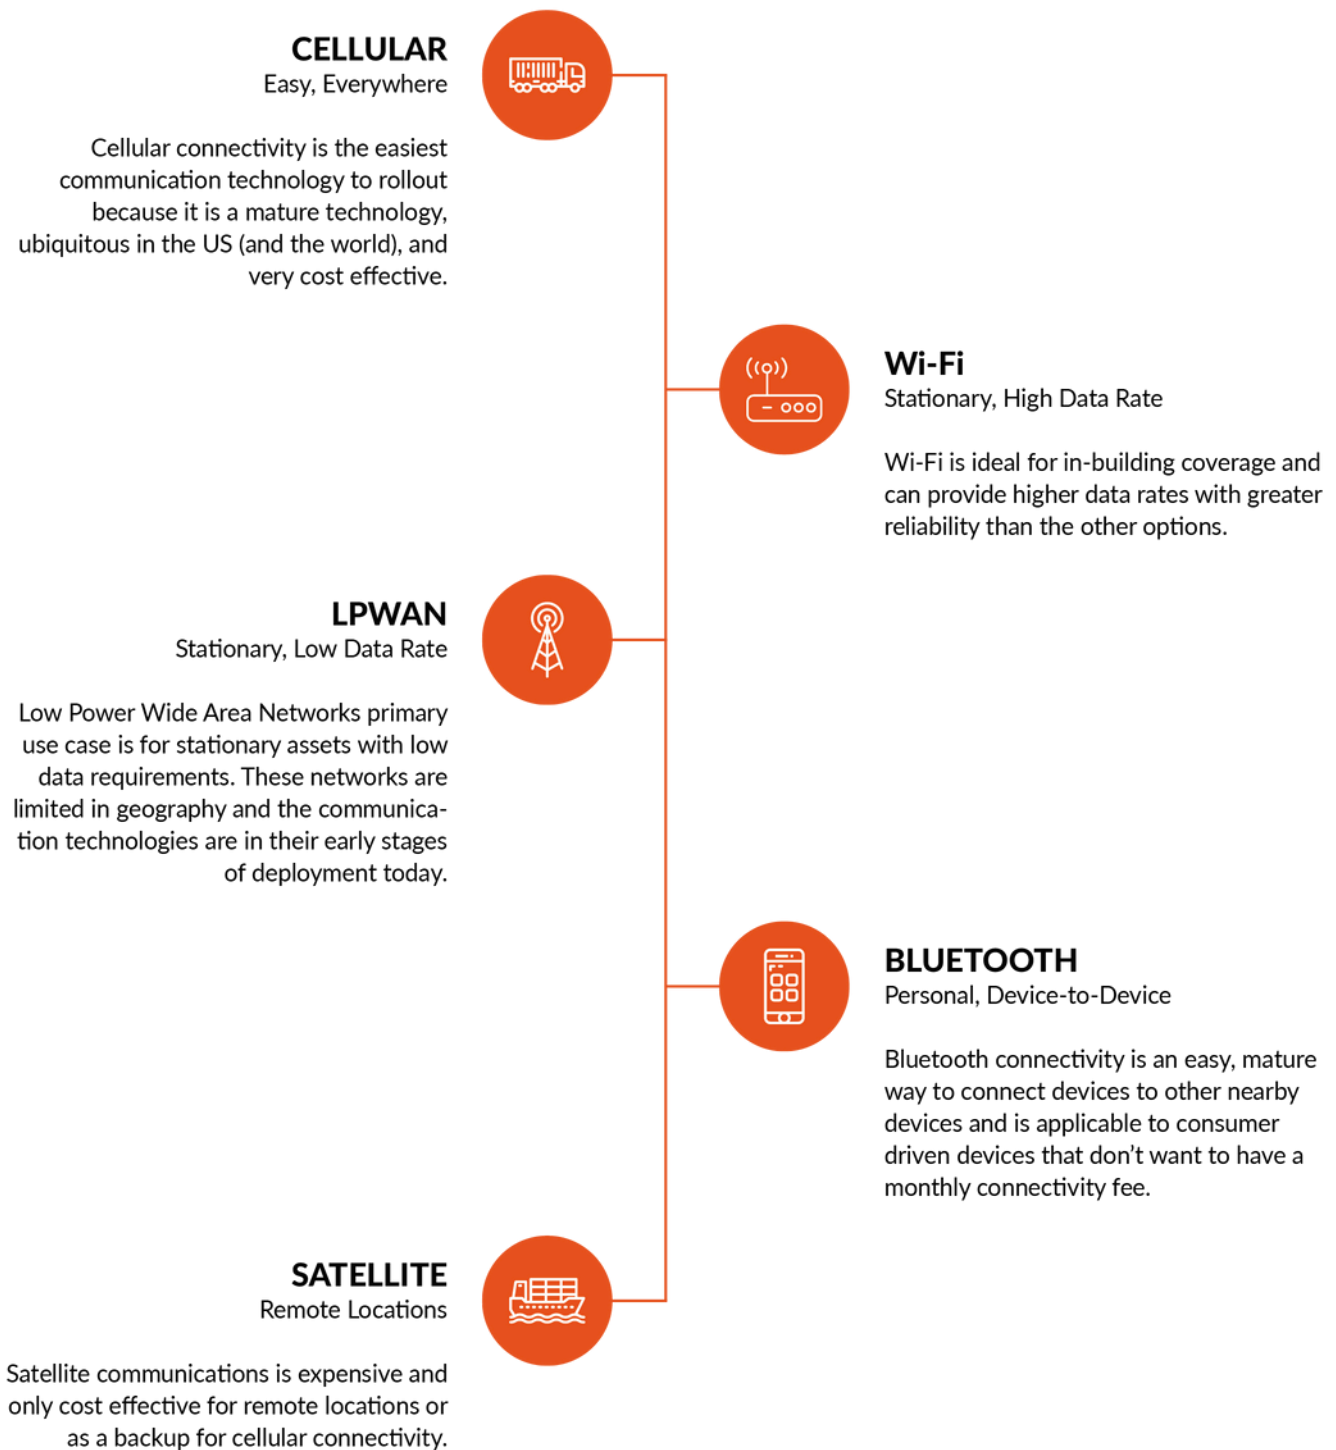 CELLULAR
Easy, Everywhere
Cellular connectivity is the easiest
communication technology to rollout
because it is a mature technology,
ubiquitous in the US (and the world), and
very cost effective.
Wi-Fi
Stationary, High Data Rate
Wi-Fi is ideal for in-building coverage and
can provide higher data rates with greater
reliability than the other options.
LPWAN
Stationary, Low Data Rate
Low Power Wide Area Networks primary
use case is for stationary assets with low
data requirements. These networks are
limited in geography and the communica-
tion technologies are in their early stages
of deployment today.
BLUETOOTH
Personal, Device-to-Device
Bluetooth connectivity is an easy, mature
way to connect devices to other nearby
devices and is applicable to consumer
driven devices that don't want to have a
monthly connectivity fee.
SATELLITE
Remote Locations
Satellite communications is expensive and
only cost effective for remote locations or
as a backup for cellular connectivity.